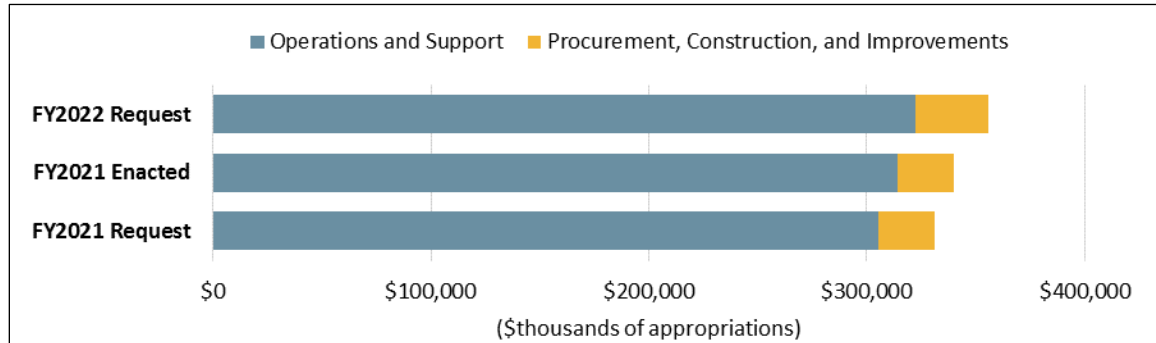 Operations and Support Procurement, Construction, and Improvements
FY2022 Request
FY2021 Enacted
FY2021 Request
$0 $100,000 $200,000 $300,000 $400,000
($thousands of appropriations)